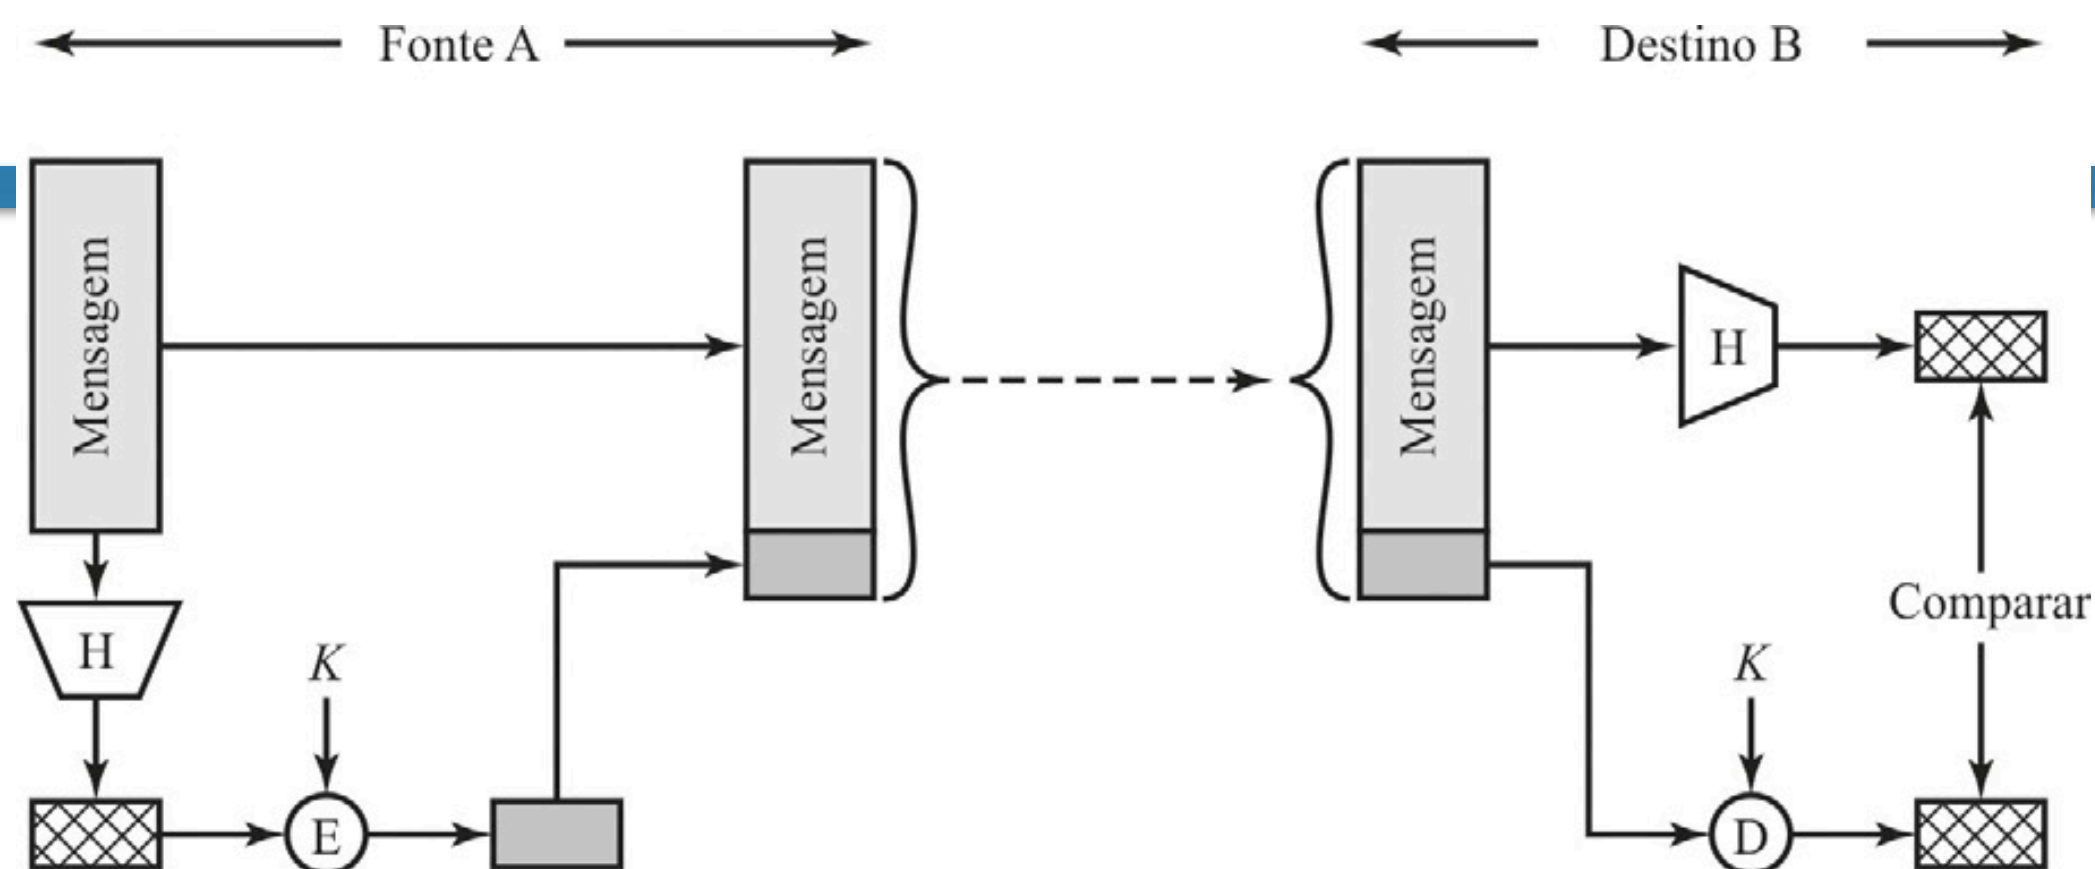 Fonte A
Destino B
Mensagem
Mensagem
Mensagem
H
H
K
E
Comparar
K
D